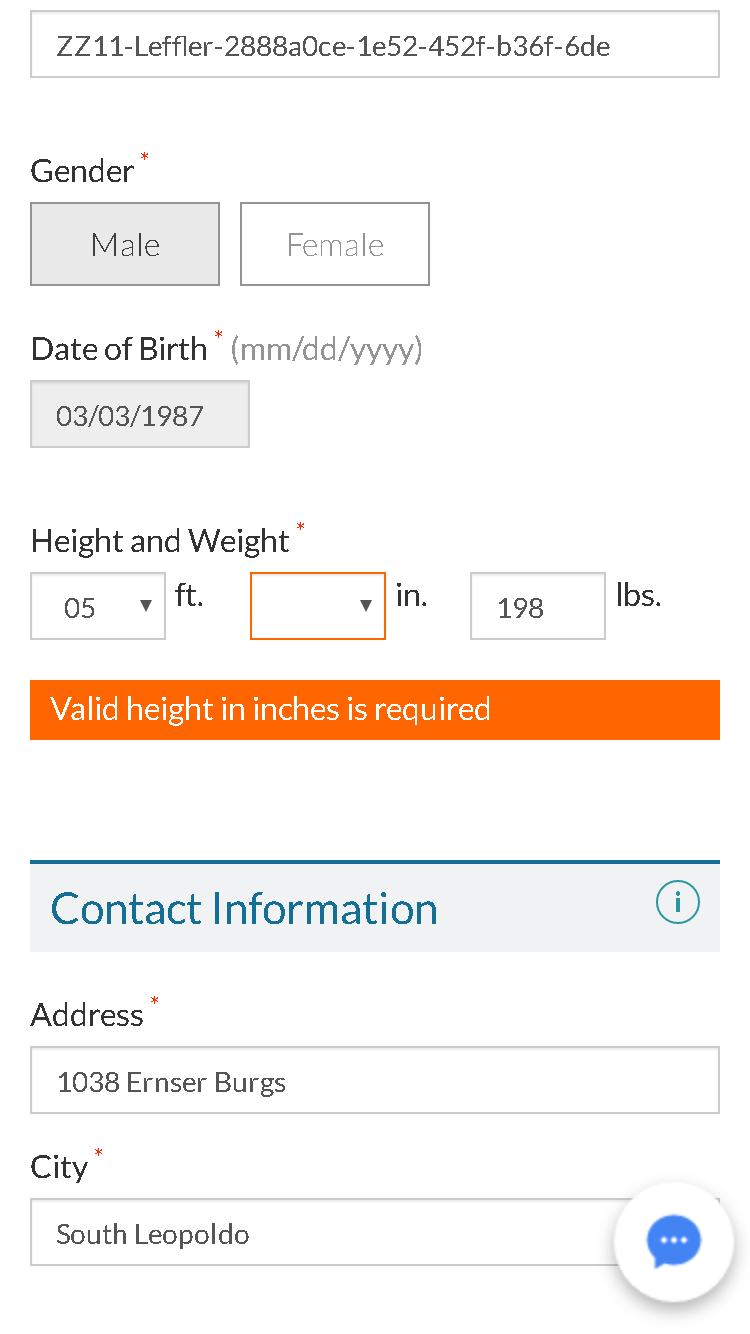 ZZ11-Leffler-2888a0ce-1e52-452f-b36f-6de
Gender *
Male Female
Date of Birth * (mm/dd/yyyy)
03/03/1987
Height and Weight *
05 ft. in. 198 lbs.
Valid height in inches is required
Contact Information i
Address *
1038 Ernser Burgs
City *
South Leopoldo